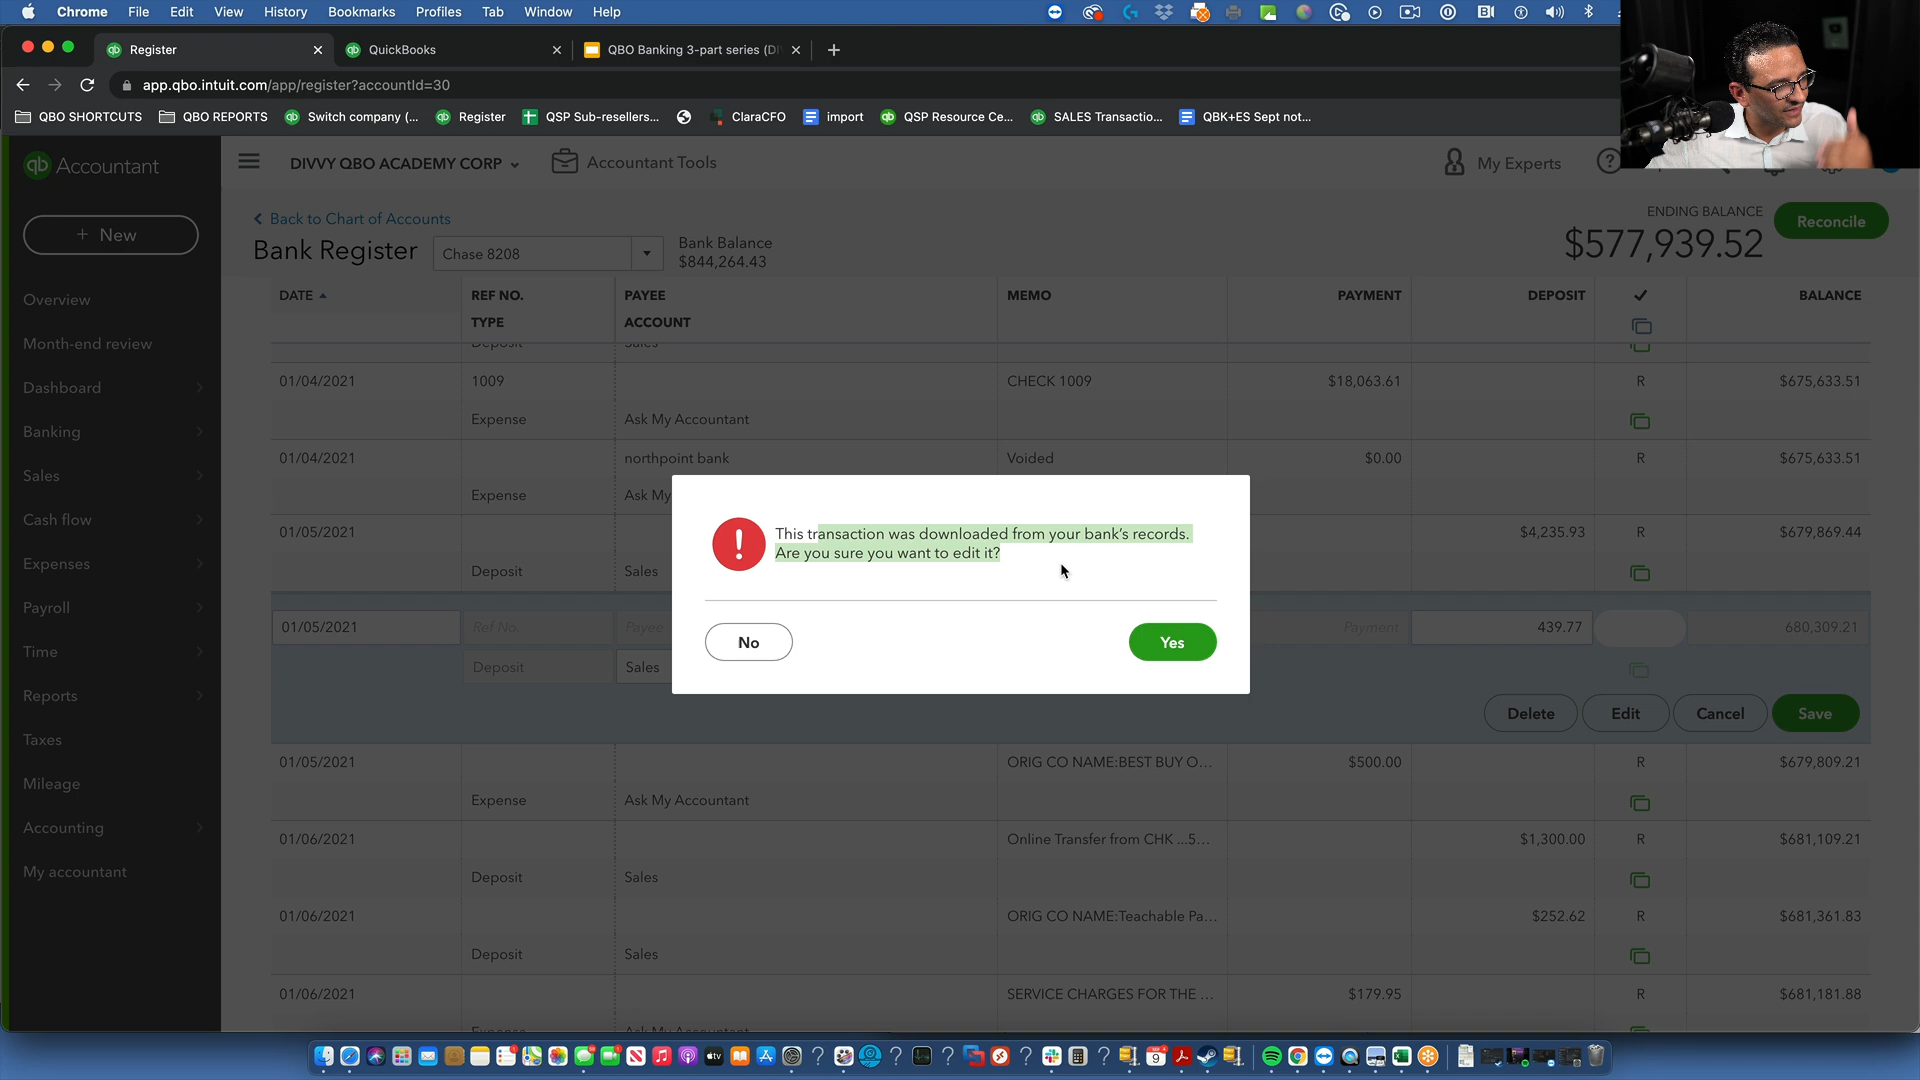 Chrome File Edit View History Bookmarks Profiles Tab Window Help
Register QuickBooks QBO Banking 3-part series (DI
app.qbo.intuit.com/app/register?accountId=30
QBO SHORTCUTS QBO REPORTS Switch company (... Register QSP Sub-resellers... ClaraCFO import QSP Resource Ce... SALES Transactio... QBK+ES Sept not...
qb Accountant
DIVVY QBO ACADEMY CORP Accountant Tools My Experts
+ New
Overview
Month-end review
Dashboard
Banking
Sales
Cash flow
Expenses
Payroll
Time
Reports
Taxes
Mileage
Accounting
My accountant
Back to Chart of Accounts
Bank Register Chase 8208 Bank Balance
$844,264.43
ENDING BALANCE
$577,939.52
Reconcile
DATE REF NO. PAYEE MEMO PAYMENT DEPOSIT BALANCE
TYPE ACCOUNT
Deposit Sales
01/04/2021 1009 CHECK 1009 $18,063.61 R $675,633.51
Expense Ask My Accountant
01/04/2021 northpoint bank Voided $0.00 R $675,633.51
Expense Ask My
01/05/2021 $4,235.93 R $679,869.44
Deposit Sales
This transaction was downloaded from your bank's records.
Are you sure you want to edit it?
No Yes
01/05/2021 Ref No. Payee Payment 439.77 680,309.21
Deposit Sales
Delete Edit Cancel Save
01/05/2021 ORIG CO NAME:BEST BUY O... $500.00 R $679,809.21
Expense Ask My Accountant
01/06/2021 Online Transfer from CHK ...5... $1,300.00 R $681,109.21
Deposit Sales
01/06/2021 ORIG CO NAME:Teachable Pa... $252.62 R $681,361.83
Deposit Sales
01/06/2021 SERVICE CHARGES FOR THE ... $179.95 R $681,181.88
Expense Ask My Accountant